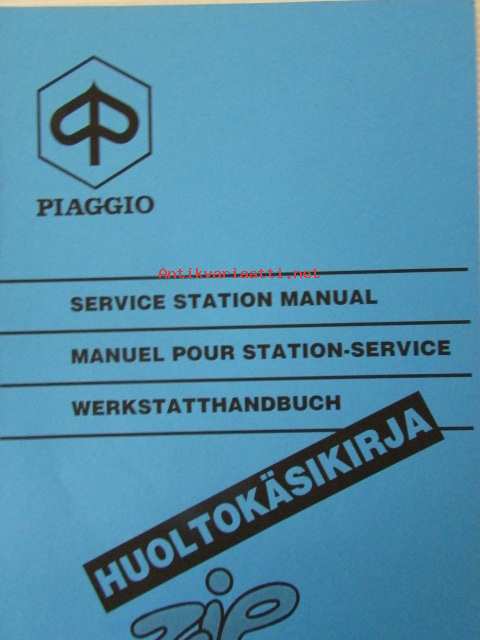 PIAGGIO
Antikvariaatti.net
SERVICE STATION MANUAL
MANUEL POUR STATION-SERVICE
WERKSTATTHANDBUCH
HUOLTOKÄSIKIRJA
zip